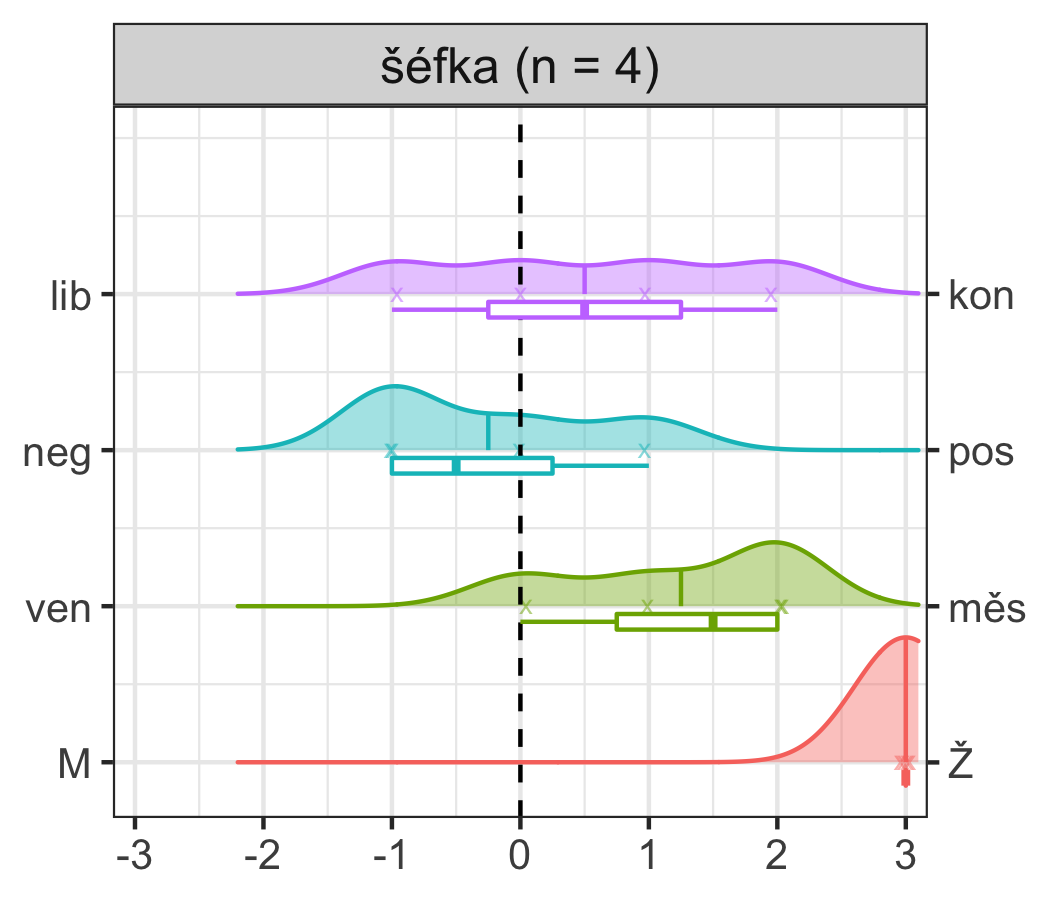 šéfka (n = 4)
lib kon
neg pos
ven měs
M Ž
-3 -2 -1 0 1 2 3